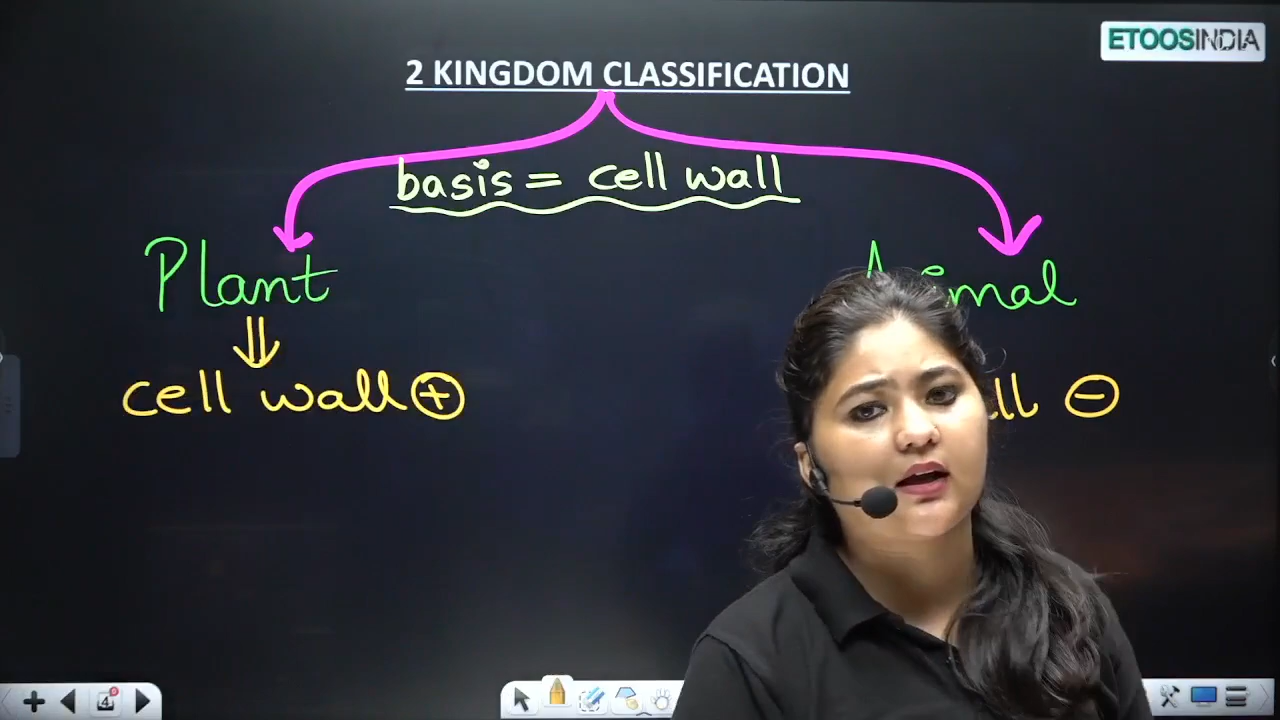 ETOOSINDIA
2 KINGDOM CLASSIFICATION
basis = cell wall
Plant
cell wall ⊕
⊖
4